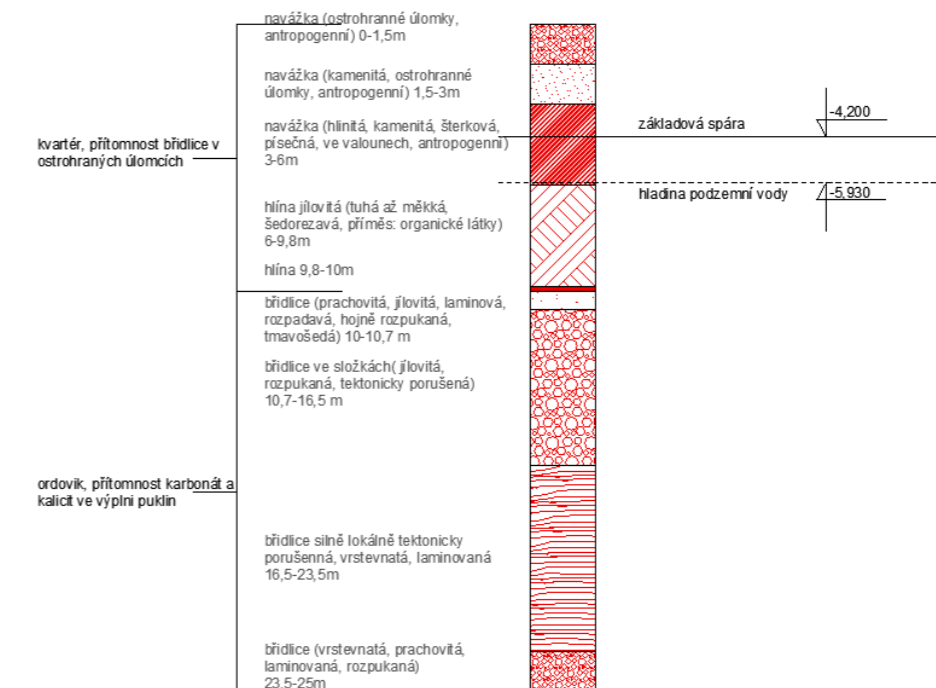 navážka (ostrohranné úlomky,
antropogenní) 0-1,5m
navážka (kamenitá, ostrohranné
úlomky, antropogenní) 1,5-3m
navážka (hlinitá, kamenitá, šterková,
písečná, ve valounech, antropogenní)
3-6m
kvartér, přítomnost břidlice v
ostrohraných úlomcích
hlína jílovitá (tuhá až měkká,
šedorezavá, příměs: organické látky)
6-9,8m
hlína 9,8-10m
břidlice (prachovitá, jílovitá, laminová,
rozpadavá, hojně rozpukaná,
tmavošedá) 10-10,7 m
břidlice ve složkách( jílovitá,
rozpukaná, tektonicky porušená)
10,7-16,5 m
ordovik, přítomnost karbonát a
kalicit ve výplni puklin
břidlice silně lokálně tektonicky
porušenná, vrstevnatá, laminovaná
16,5-23,5m
břidlice (vrstevnatá, prachovitá,
laminovaná, rozpukaná)
23,5-25m
základová spára
-4,200
hladina podzemní vody
-5,930